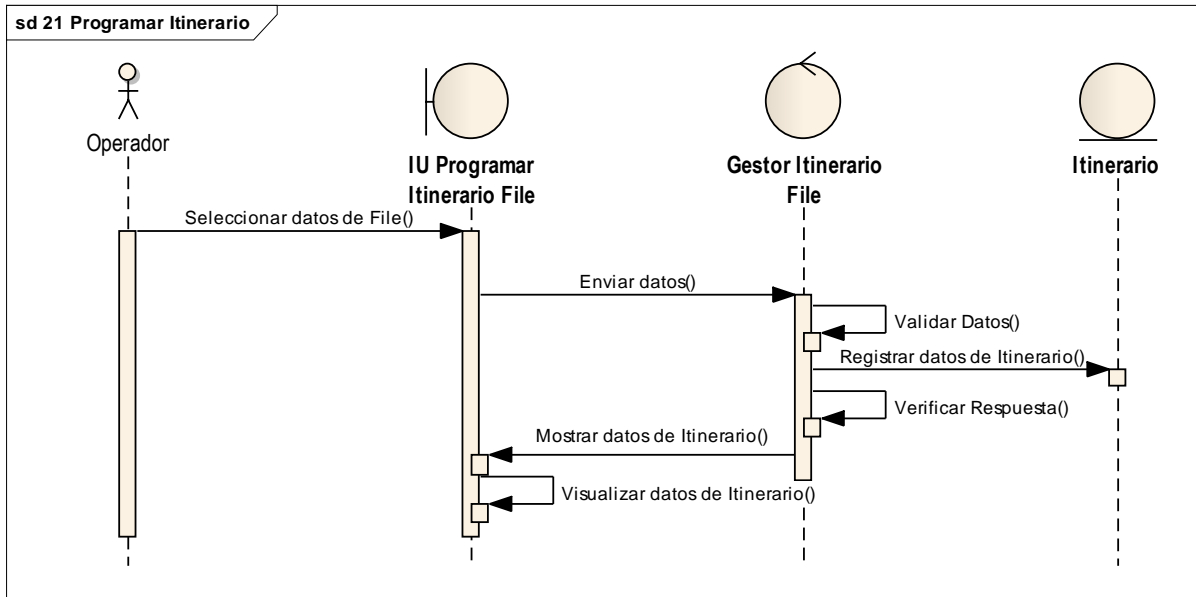 sd 21 Programar Itinerario
Operador
IU Programar
Itinerario File
Gestor Itinerario
File
Itinerario
Seleccionar datos de File()
Enviar datos()
Validar Datos()
Registrar datos de Itinerario()
Verificar Respuesta()
Mostrar datos de Itinerario()
Visualizar datos de Itinerario()